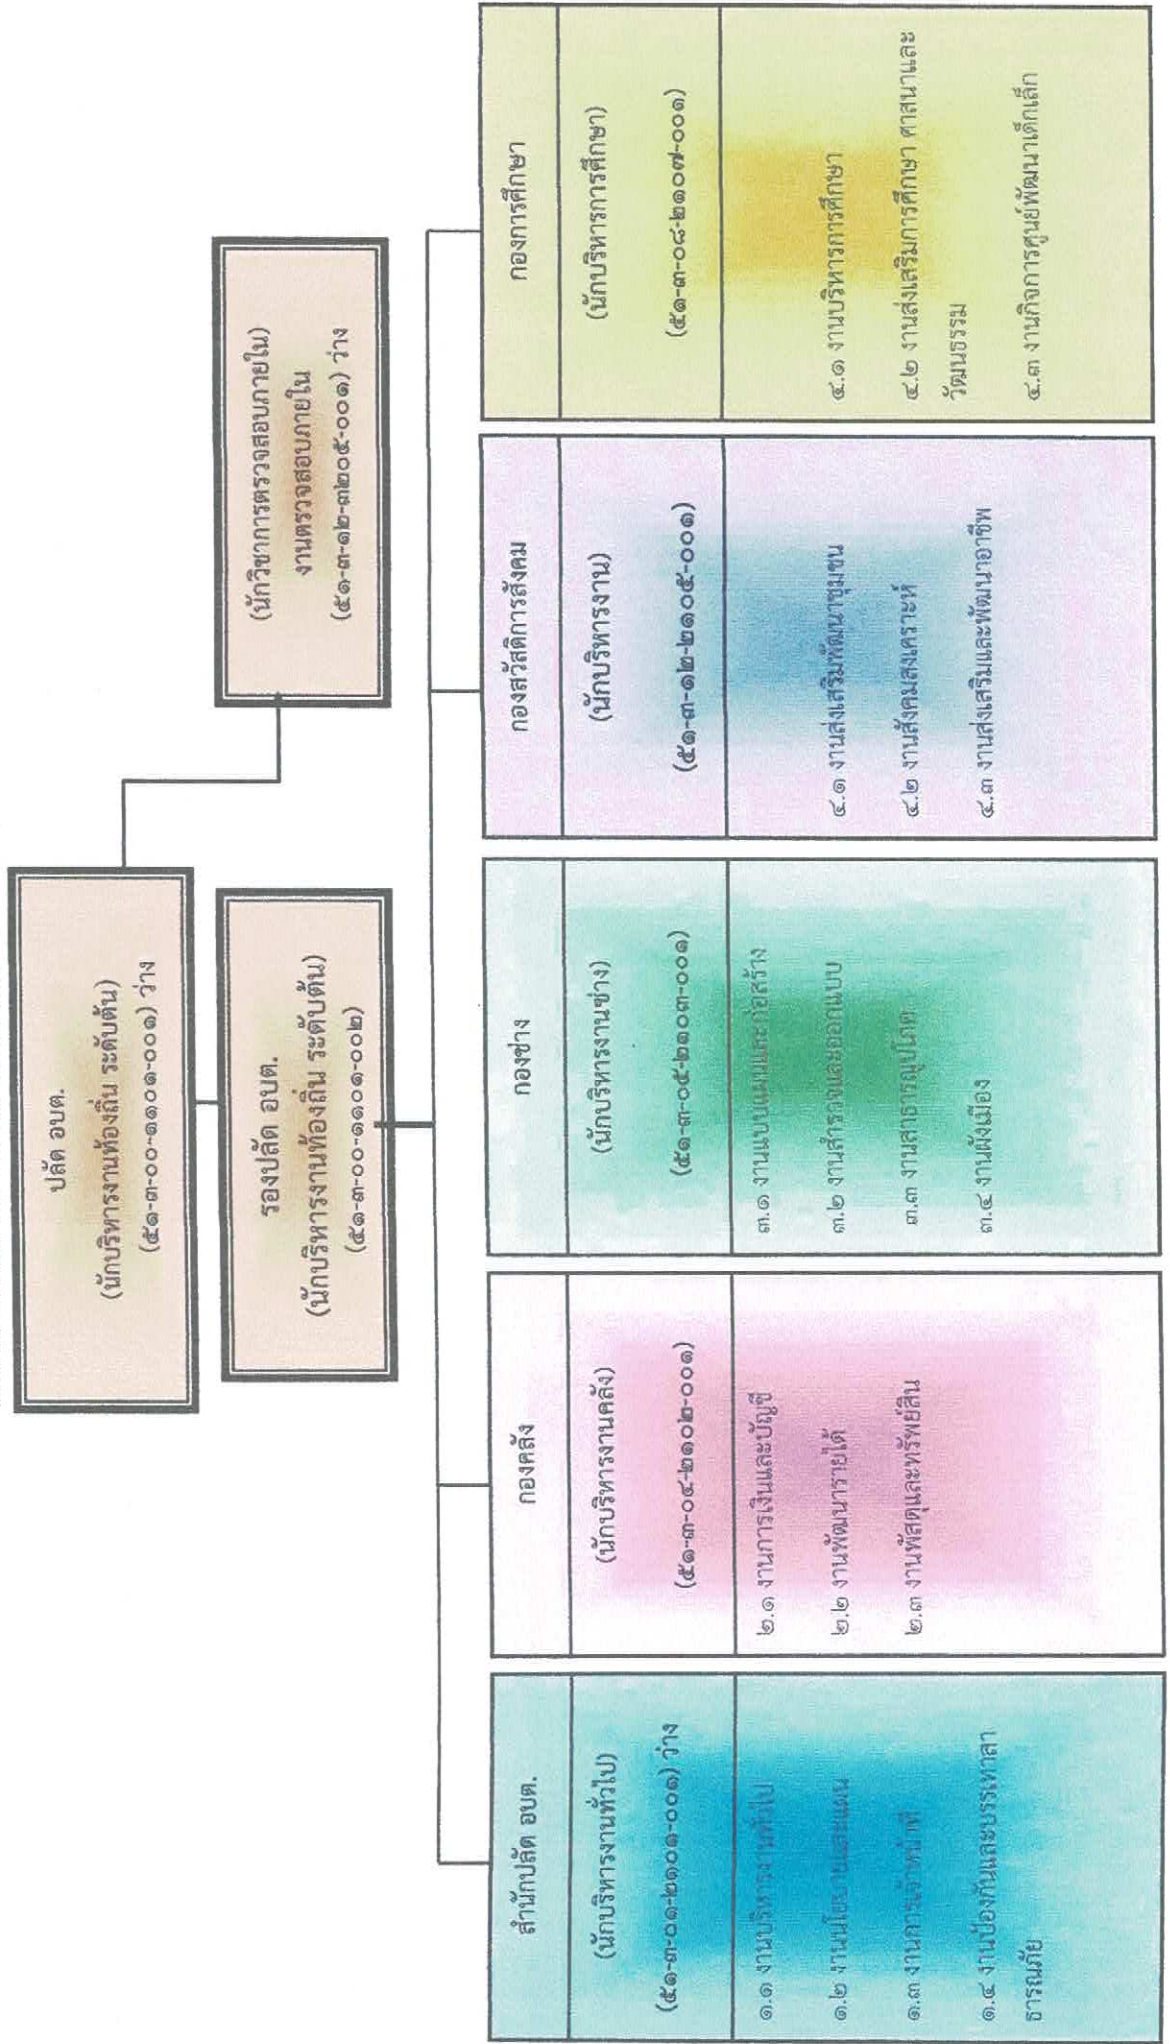 ปลัด อบต.
(นักบริหารงานท้องถิ่น ระดับต้น)
(๕๑-๓-๐๐-๑๑๐๑-๐๐๑) ว่าง
รองปลัด อบต.
(นักบริหารงานท้องถิ่น ระดับต้น)
(๕๑-๓-๐๐-๑๑๐๑-๐๐๒)
(นักวิชาการตรวจสอบภายใน)
งานตรวจสอบภายใน
(๕๑-๓-๑๒-๓๒๐๕-๐๐๑) ว่าง
สำนักปลัด อบต.
(นักบริหารงานทั่วไป)
(๕๑-๓-๐๑-๒๑๐๑-๐๐๑) ว่าง
๑.๑ งานบริหารงานทั่วไป
๑.๒ งานนโยบายและแผน
๑.๓ งานการเจ้าหน้าที่
๑.๔ งานป้องกันและบรรเทาสา
ธารณภัย
กองคลัง
(นักบริหารงานคลัง)
(๕๑-๓-๐๔-๒๑๐๒-๐๐๑)
๒.๑ งานการเงินและบัญชี
๒.๒ งานพัฒนารายได้
๒.๓ งานพัสดุและทรัพย์สิน
กองช่าง
(นักบริหารงานช่าง)
(๕๑-๓-๐๕-๒๑๐๓-๐๐๑)
๓.๑ งานแบบแผนและก่อสร้าง
๓.๒ งานสำรวจและออกแบบ
๓.๓ งานสาธารณูปโภค
๓.๔ งานผังเมือง
กองสวัสดิการสังคม
(นักบริหารงาน)
(๕๑-๓-๑๒-๒๑๐๕-๐๐๑)
๔.๑ งานส่งเสริมพัฒนาชุมชน
๔.๒ งานสังคมสงเคราะห์
๔.๓ งานส่งเสริมและพัฒนาอาชีพ
กองการศึกษา
(นักบริหารการศึกษา)
(๕๑-๓-๐๘-๒๑๐๗-๐๐๑)
๔.๑ งานบริหารการศึกษา
๔.๒ งานส่งเสริมการศึกษา ศาสนาและ
วัฒนธรรม
๔.๓ งานกิจการศูนย์พัฒนาเด็กเล็ก